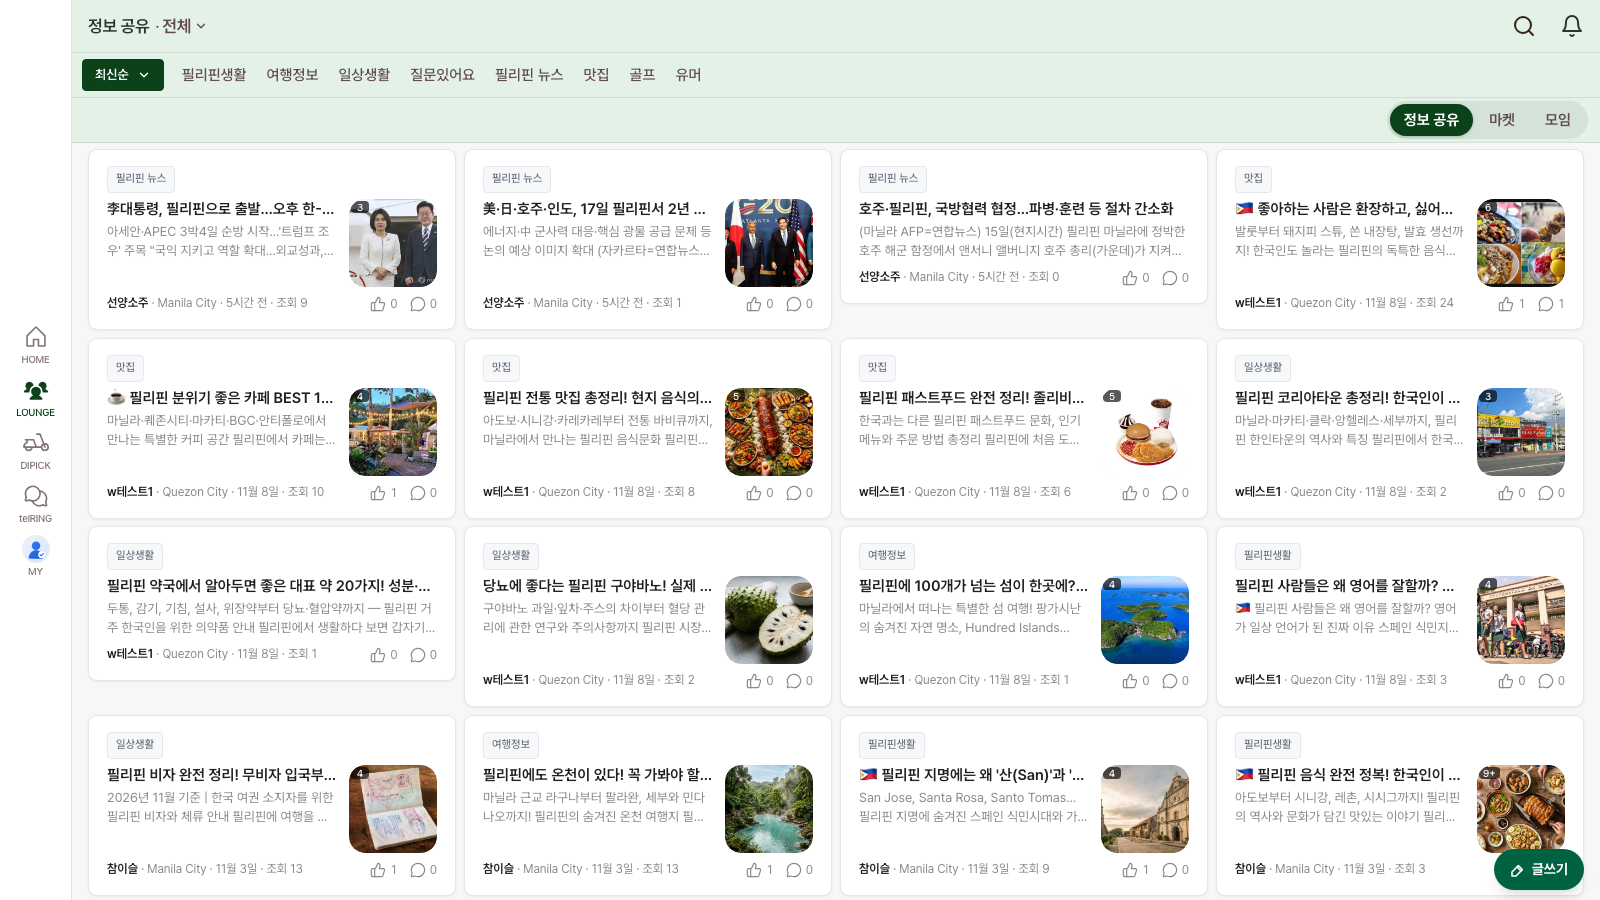 정보 공유 · 전체
최신순
필리핀생활
여행정보
일상생활
질문있어요
필리핀 뉴스
맛집
골프
유머
정보 공유
마켓
모임
HOME
LOUNGE
DIPICK
telRING
MY
필리핀 뉴스
李대통령, 필리핀으로 출발…오후 한-...
3
아세안·APEC 3박4일 순방 시작…'트럼프 조
우' 주목 "국익 지키고 역할 확대…외교성과,...
선양소주 · Manila City · 5시간 전 · 조회 9
0
0
필리핀 뉴스
美·日·호주·인도, 17일 필리핀서 2년 ...
에너지·中 군사력 대응·핵심 광물 공급 문제 등
논의 예상 이미지 확대 (자카르타=연합뉴스...
선양소주 · Manila City · 5시간 전 · 조회 1
0
0
필리핀 뉴스
호주·필리핀, 국방협력 협정…파병·훈련 등 절차 간소화
(마닐라 AFP=연합뉴스) 15일(현지시간) 필리핀 마닐라에 정박한
호주 해군 함정에서 앤서니 앨버니지 호주 총리(가운데)가 지켜...
선양소주 · Manila City · 5시간 전 · 조회 0
0
0
맛집
🇵🇭 좋아하는 사람은 환장하고, 싫어...
6
발룻부터 돼지피 스튜, 쓴 내장탕, 발효 생선까
지! 한국인도 놀라는 필리핀의 독특한 음식...
w테스트1 · Quezon City · 11월 8일 · 조회 24
1
1
맛집
☕ 필리핀 분위기 좋은 카페 BEST 1...
4
마닐라·퀘존시티·마카티·BGC·안티폴로에서
만나는 특별한 커피 공간 필리핀에서 카페는...
w테스트1 · Quezon City · 11월 8일 · 조회 10
1
0
맛집
필리핀 전통 맛집 총정리! 현지 음식의...
5
아도보·시니강·카레카레부터 전통 바비큐까지,
마닐라에서 만나는 필리핀 음식문화 필리핀...
w테스트1 · Quezon City · 11월 8일 · 조회 8
0
0
맛집
필리핀 패스트푸드 완전 정리! 졸리비...
5
한국과는 다른 필리핀 패스트푸드 문화, 인기
메뉴와 주문 방법 총정리 필리핀에 처음 도...
w테스트1 · Quezon City · 11월 8일 · 조회 6
0
0
일상생활
필리핀 코리아타운 총정리! 한국인이 ...
3
마닐라·마카티·클락·앙헬레스·세부까지, 필리
핀 한인타운의 역사와 특징 필리핀에서 한국...
w테스트1 · Quezon City · 11월 8일 · 조회 2
0
0
일상생활
필리핀 약국에서 알아두면 좋은 대표 약 20가지! 성분·...
두통, 감기, 기침, 설사, 위장약부터 당뇨·혈압약까지 — 필리핀 거
주 한국인을 위한 의약품 안내 필리핀에서 생활하다 보면 갑자기...
w테스트1 · Quezon City · 11월 8일 · 조회 1
0
0
일상생활
당뇨에 좋다는 필리핀 구야바노! 실제 ...
구야바노 과일·잎차·주스의 차이부터 혈당 관
리에 관한 연구와 주의사항까지 필리핀 시장...
w테스트1 · Quezon City · 11월 8일 · 조회 2
0
0
여행정보
필리핀에 100개가 넘는 섬이 한곳에?...
4
마닐라에서 떠나는 특별한 섬 여행! 팡가시난
의 숨겨진 자연 명소, Hundred Islands...
w테스트1 · Quezon City · 11월 8일 · 조회 1
0
0
필리핀생활
필리핀 사람들은 왜 영어를 잘할까? ...
4
🇵🇭 필리핀 사람들은 왜 영어를 잘할까? 영어
가 일상 언어가 된 진짜 이유 스페인 식민지...
w테스트1 · Quezon City · 11월 8일 · 조회 3
0
0
일상생활
필리핀 비자 완전 정리! 무비자 입국부...
4
2026년 11월 기준 | 한국 여권 소지자를 위한
필리핀 비자와 체류 안내 필리핀에 여행을 ...
참이슬 · Manila City · 11월 3일 · 조회 13
1
0
여행정보
필리핀에도 온천이 있다! 꼭 가봐야 할...
마닐라 근교 라구나부터 팔라완, 세부와 민다
나오까지! 필리핀의 숨겨진 온천 여행지 필...
참이슬 · Manila City · 11월 3일 · 조회 13
1
0
필리핀생활
🇵🇭 필리핀 지명에는 왜 '산(San)'과 '...
4
San Jose, Santa Rosa, Santo Tomas...
필리핀 지명에 숨겨진 스페인 식민시대와 가...
참이슬 · Manila City · 11월 3일 · 조회 9
1
0
필리핀생활
🇵🇭 필리핀 음식 완전 정복! 한국인이 ...
9+
아도보부터 시니강, 레촌, 시시그까지! 필리핀
의 역사와 문화가 담긴 맛있는 이야기 필리...
참이슬 · Manila City · 11월 3일 · 조회 3
글쓰기